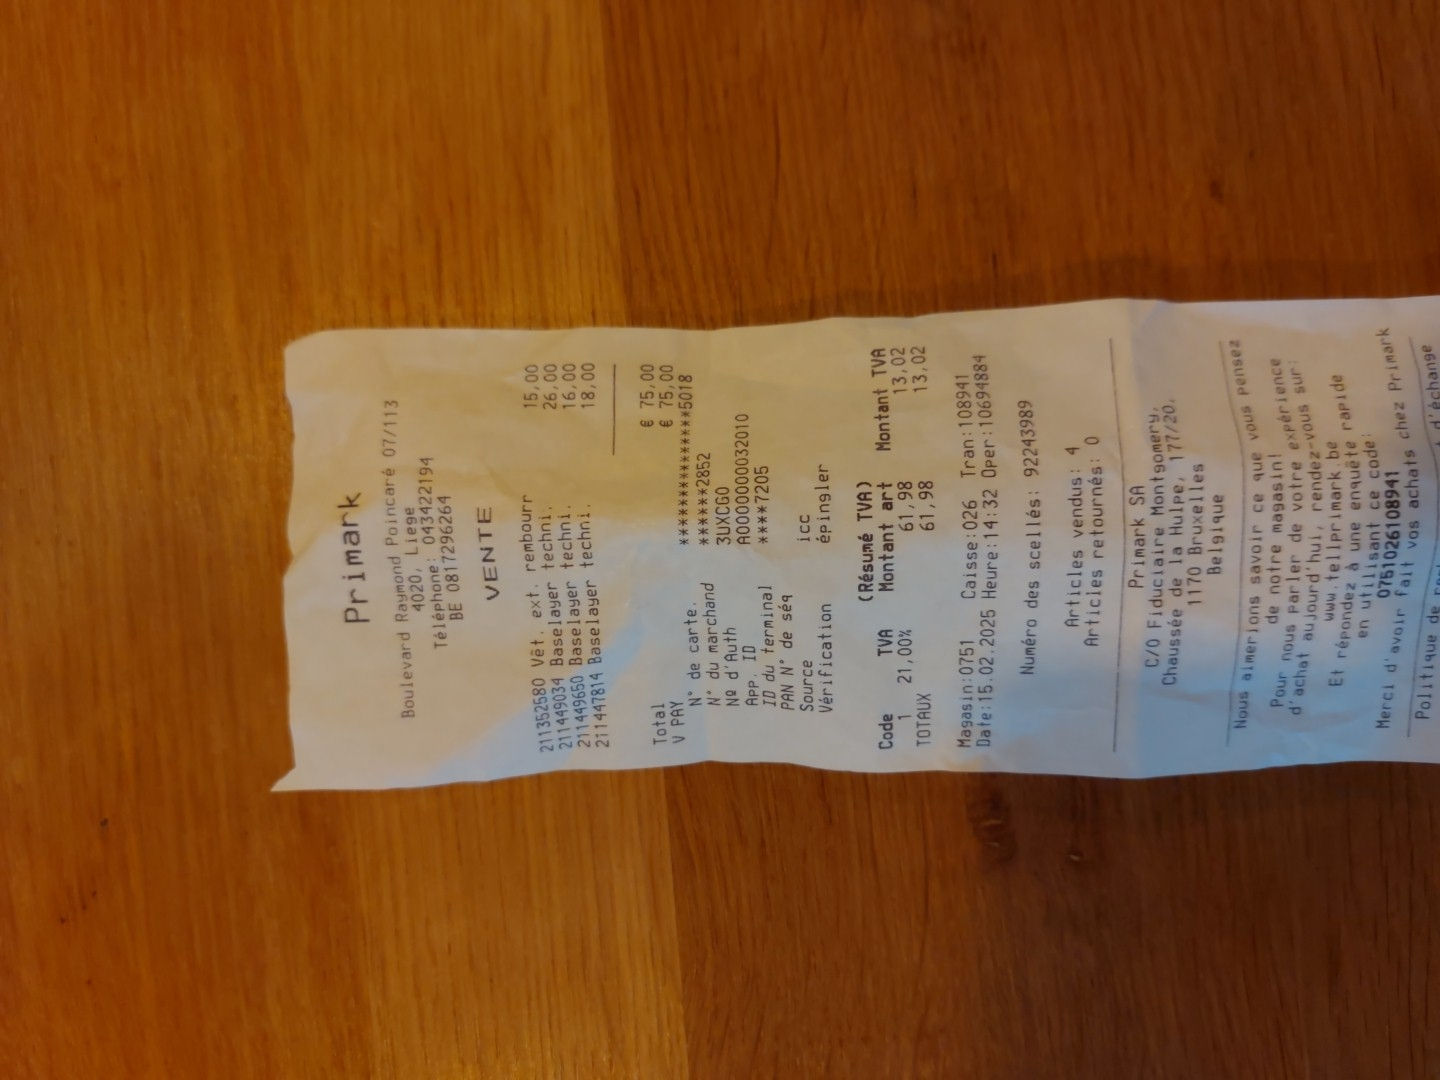 Primark
Boulevard Raymond Poincaré 07/113
4020, Liege
Téléphone: 043422194
BE 0817296264
VENTE
211352580 Vêt. ext. rembourr 15,00
211449034 Baselayer techni. 26,00
211449650 Baselayer techni. 16,00
211447814 Baselayer techni. 18,00
Total € 75,00
V PAY € 75,00
N° de carte. ***************5018
N° du marchand ******2852
Nº d'Auth 3UXCGO
APP. ID A0000000032010
ID du terminal ****7205
PAN N° de séq
Source icc
Vérification épingler
(Résumé TVA)
Code TVA Montant art Montant TVA
1 21,00% 61,98 13,02
TOTAUX 61,98 13,02
Magasin:0751 Caisse:026 Tran:108941
Date:15.02.2025 Heure:14:32 Oper:10694884
Numéro des scellés: 92243989
Articles vendus: 4
Articles retournés: 0
Primark SA
C/O Fiduciaire Montgomery,
Chaussée de la Hulpe, 177/20,
1170 Bruxelles
Belgique
Nous aimerions savoir ce que vous pensez
de notre magasin!
Pour nous parler de votre expérience
d'achat aujourd'hui, rendez-vous sur:
www.tellprimark.be
Et répondez à une enquête rapide
en utilisant ce code:
075102610894​1
Merci d'avoir fait vos achats chez Primark
Politique de d'échange